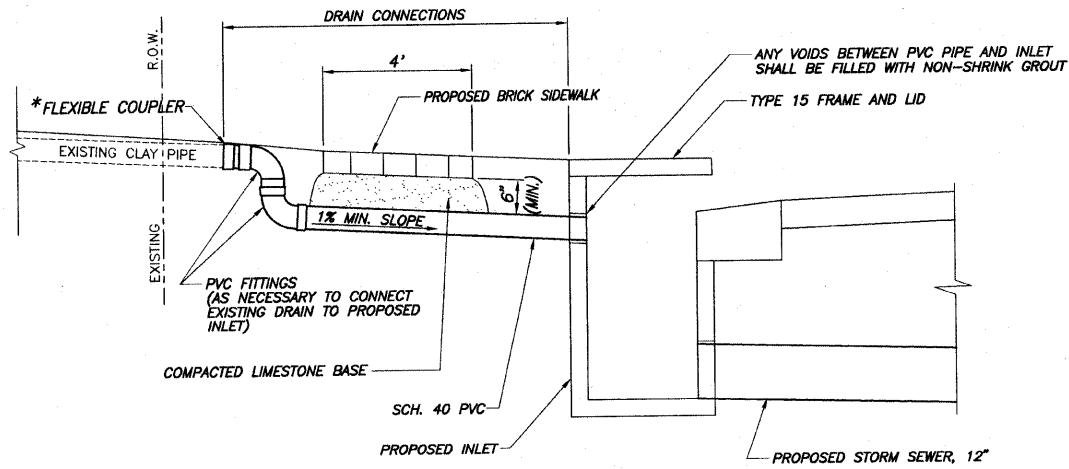 DRAIN CONNECTIONS
R.O.W.
4'
ANY VOIDS BETWEEN PVC PIPE AND INLET
SHALL BE FILLED WITH NON-SHRINK GROUT
PROPOSED BRICK SIDEWALK
TYPE 15 FRAME AND LID
*FLEXIBLE COUPLER
EXISTING CLAY PIPE
6"
(MIN.)
1% MIN. SLOPE
EXISTING
PVC FITTINGS
(AS NECESSARY TO CONNECT
EXISTING DRAIN TO PROPOSED
INLET)
COMPACTED LIMESTONE BASE
SCH. 40 PVC
PROPOSED INLET
PROPOSED STORM SEWER, 12"